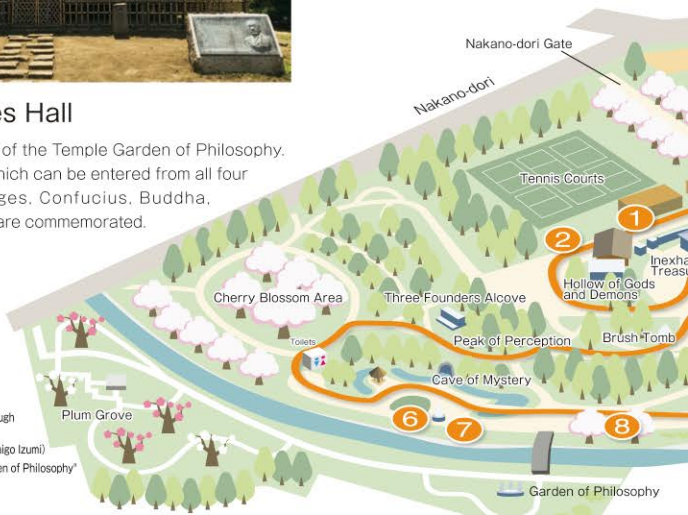 es Hall
of the Temple Garden of Philosophy.
hich can be entered from all four
ges, Confucius, Buddha,
are commemorated.
Nakano-dori Gate
Nakano-dori
Tennis Courts
1
2
Inexha
Treasu
Hollow of Gods
and Demons
Cherry Blossom Area
Three Founders Alcove
Peak of Perception
Brush Tomb
Toilets
Cave of Mystery
Plum Grove
6
7
8
ugh
nigo Izumi)
en of Philosophy"
Garden of Philosophy